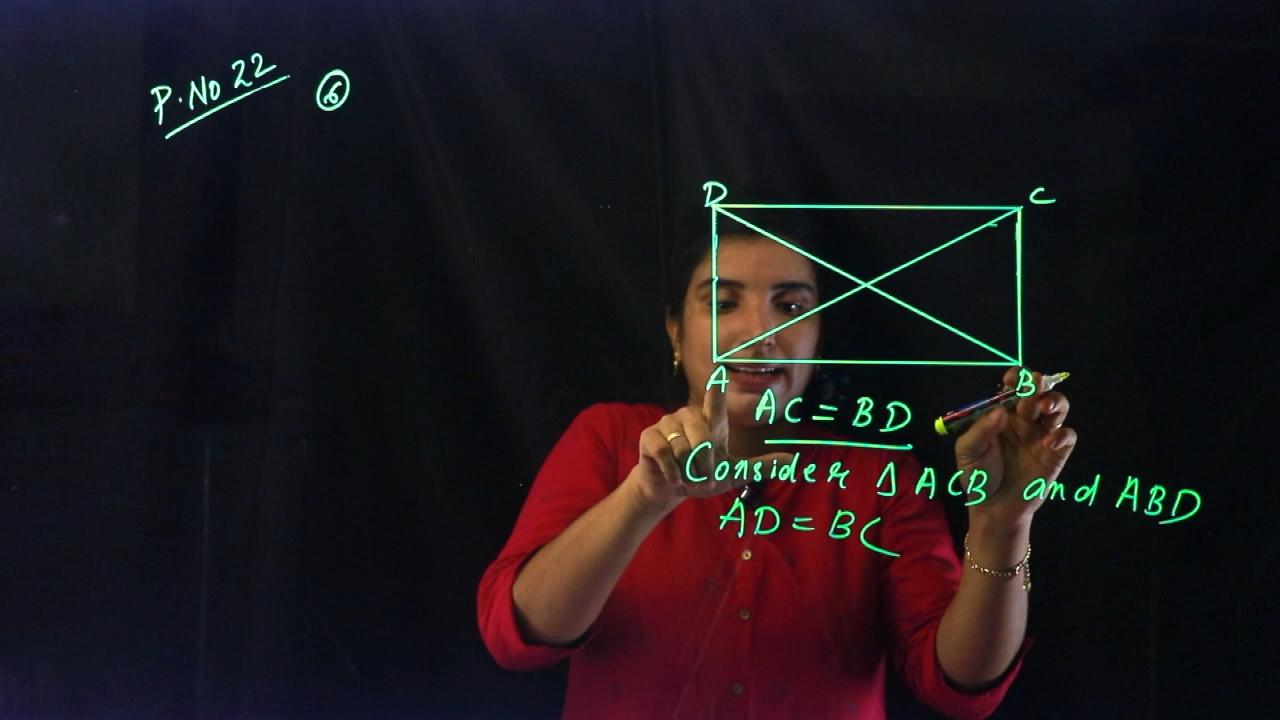 P.No 22 ⑥
D C
A B
AC = BD
Consider Δ ACB and ABD
AD = BC